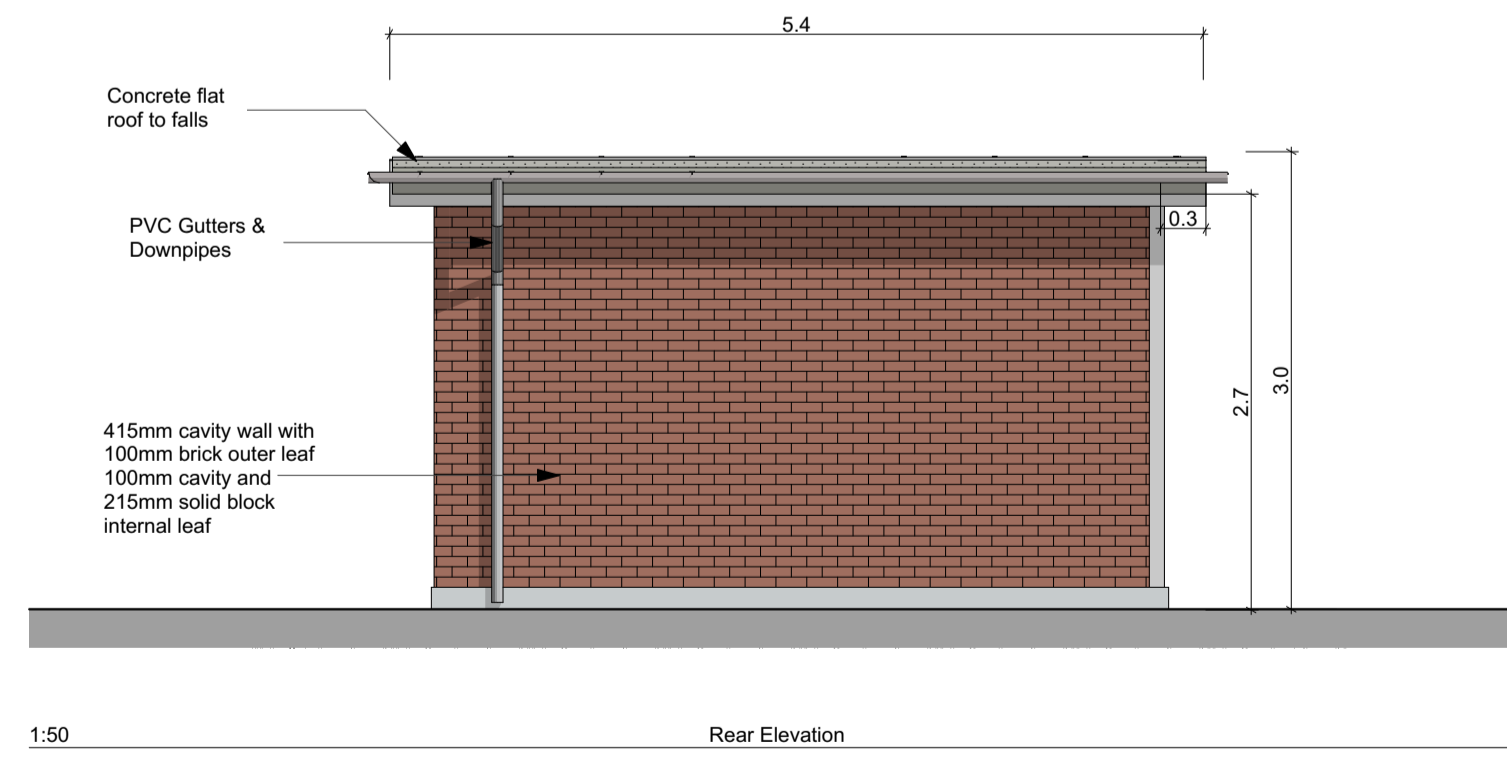 5.4
Concrete flat
roof to falls
PVC Gutters &
Downpipes
0.3
2.7
3.0
415mm cavity wall with
100mm brick outer leaf
100mm cavity and
215mm solid block
internal leaf
1:50
Rear Elevation